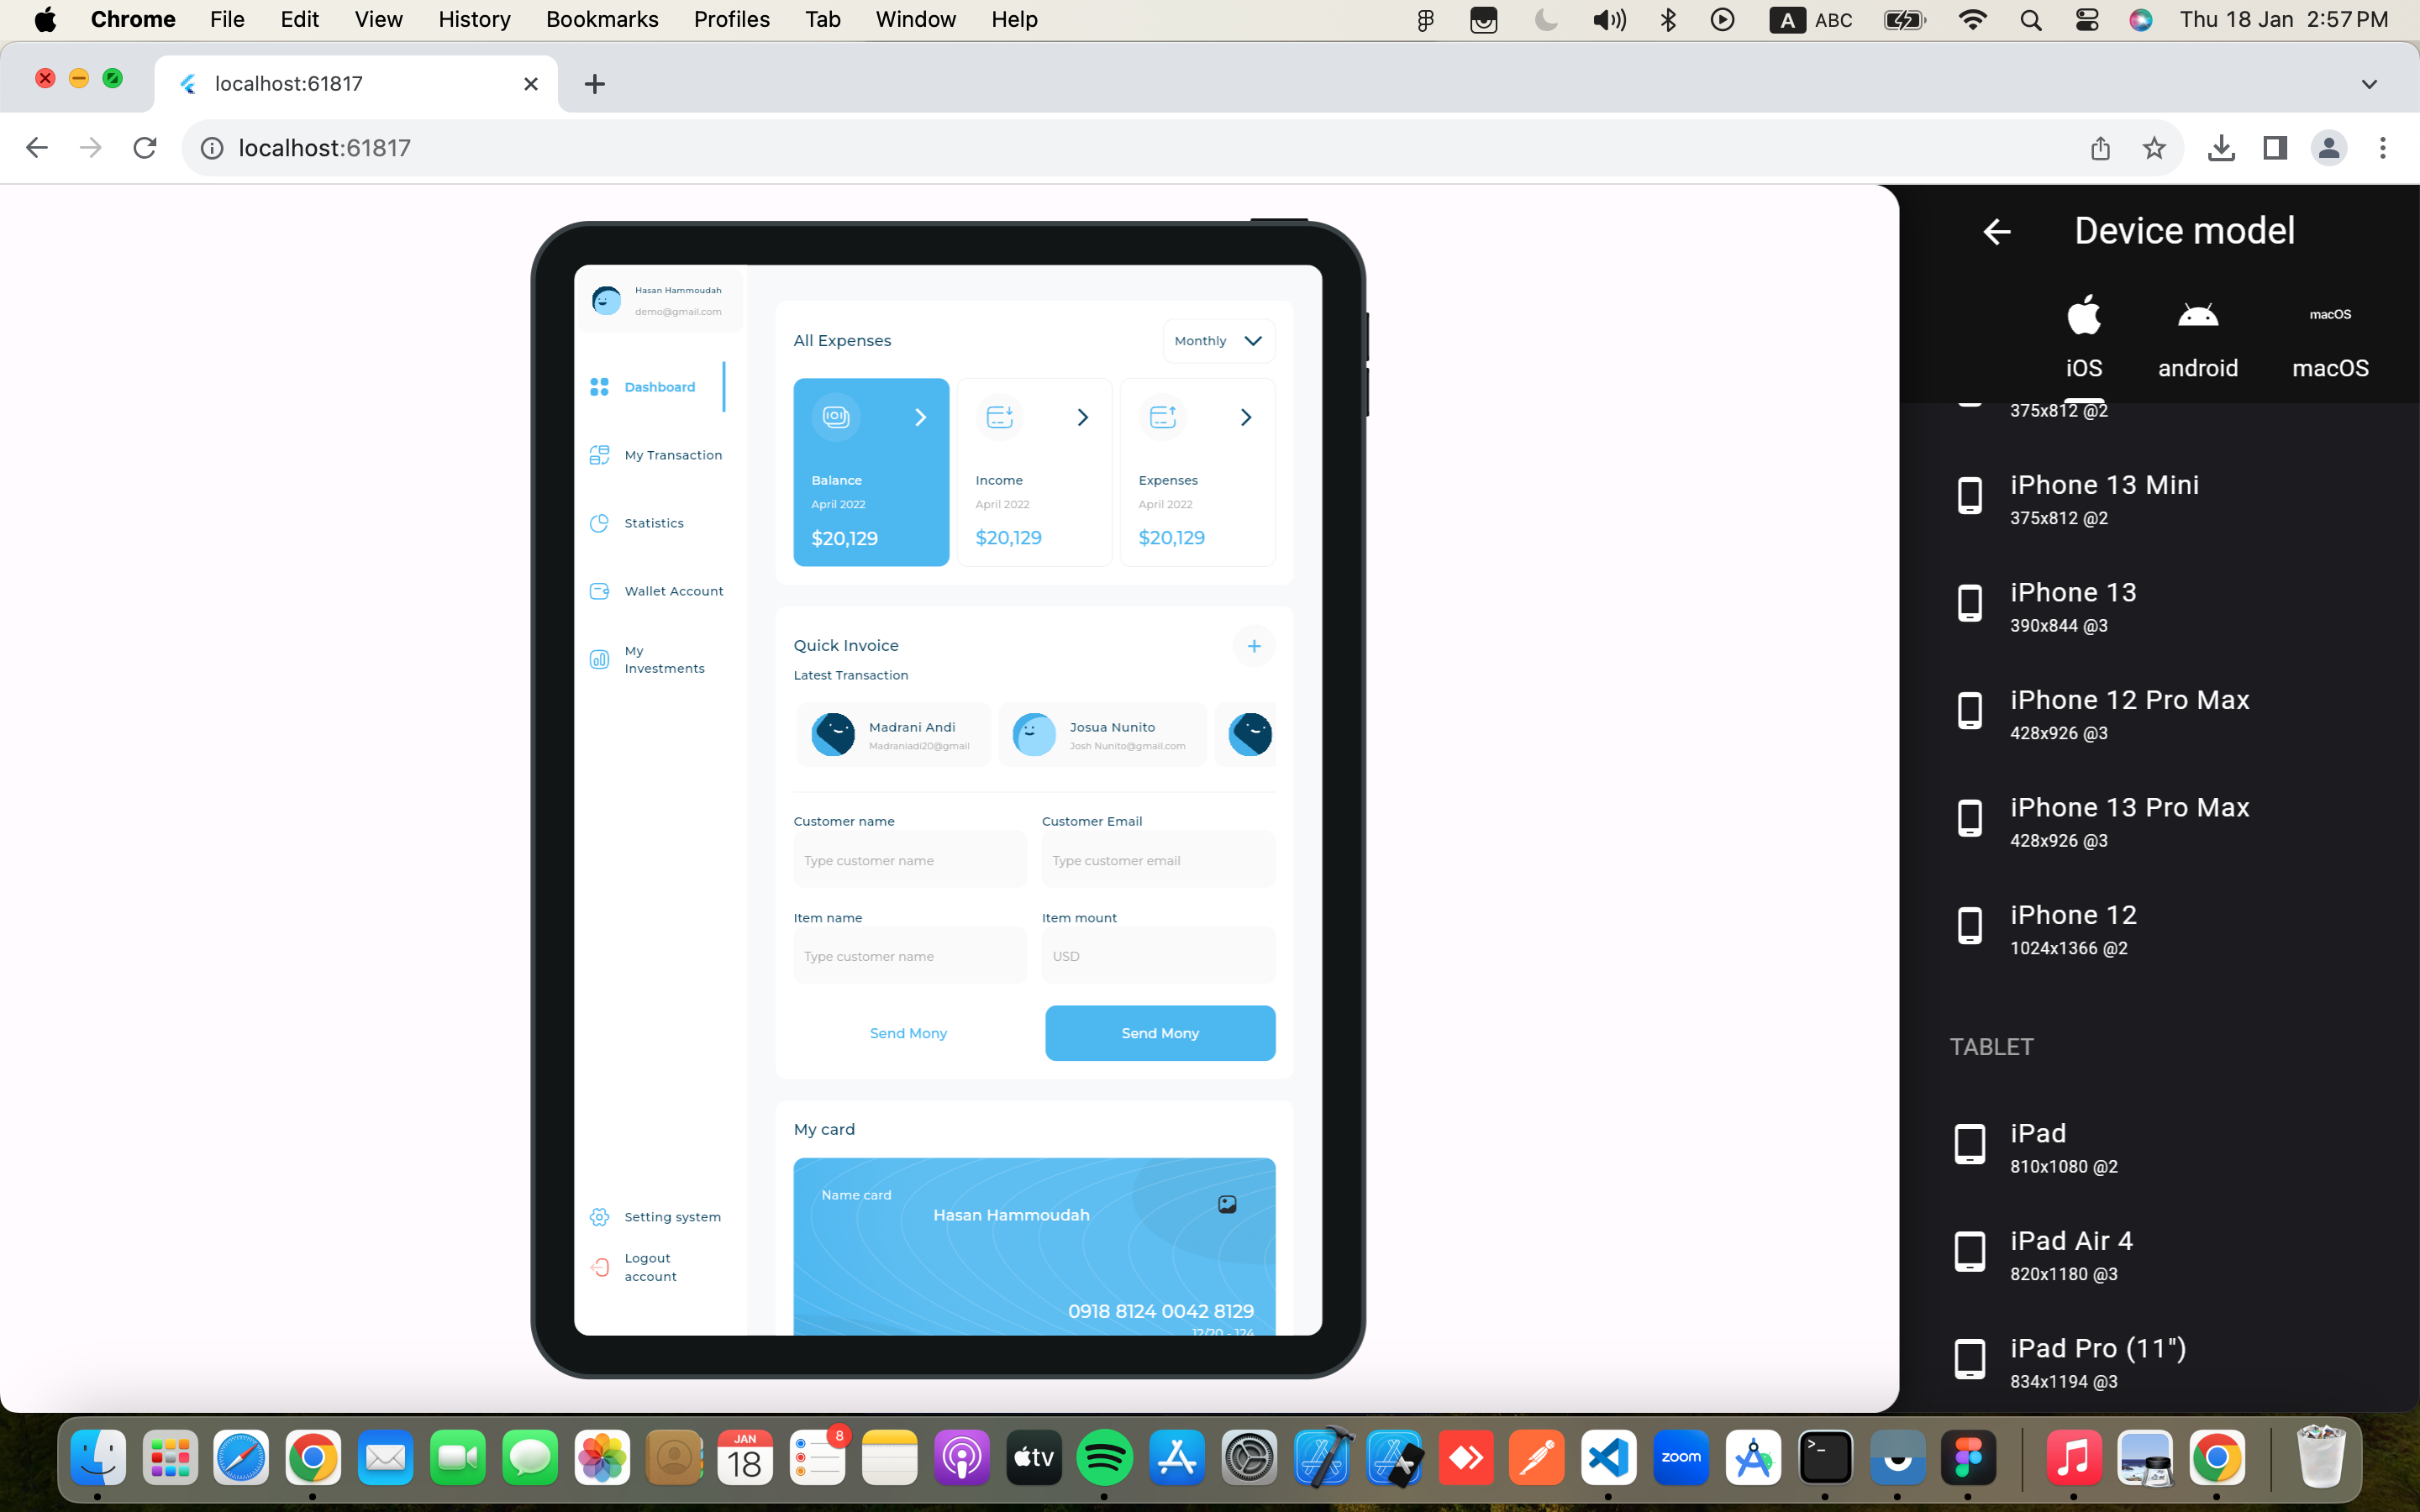 Chrome File Edit View History Bookmarks Profiles Tab Window Help A ABC Thu 18 Jan 2:57 PM
localhost:61817
localhost:61817
Hasan Hammoudah
demo@gmail.com
Dashboard
My Transaction
Statistics
Wallet Account
My
Investments
Setting system
Logout
account
All Expenses
Monthly
Balance
April 2022
$20,129
Income
April 2022
$20,129
Expenses
April 2022
$20,129
Quick Invoice
Latest Transaction
Madrani Andi
Madraniadi20@gmail
Josua Nunito
Josh Nunito@gmail.com
Customer name
Type customer name
Customer Email
Type customer email
Item name
Type customer name
Item mount
USD
Send Mony
Send Mony
My card
Name card
Hasan Hammoudah
0918 8124 0042 8129
12/20 - 124
Device model
macOS
iOS
android
macOS
375x812 @2
iPhone 13 Mini
375x812 @2
iPhone 13
390x844 @3
iPhone 12 Pro Max
428x926 @3
iPhone 13 Pro Max
428x926 @3
iPhone 12
1024x1366 @2
TABLET
iPad
810x1080 @2
iPad Air 4
820x1180 @3
iPad Pro (11")
834x1194 @3
JAN
18
8
tv
zoom